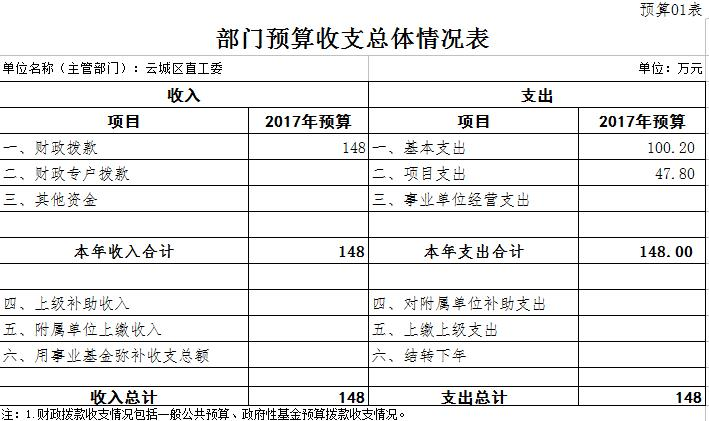 预算01表
部门预算收支总体情况表
单位名称（主管部门）：云城区直工委 单位：万元
收入 支出
项目 2017年预算 项目 2017年预算
一、财政拨款 148 一、基本支出 100.20
二、财政专户拨款 二、项目支出 47.80
三、其他资金 三、事业单位经营支出
本年收入合计 148 本年支出合计 148.00
四、上级补助收入 四、对附属单位补助支出
五、附属单位上缴收入 五、上缴上级支出
六、用事业基金弥补收支总额 六、结转下年
收入总计 148 支出总计 148
注：1.财政拨款收支情况包括一般公共预算、政府性基金预算拨款收支情况。